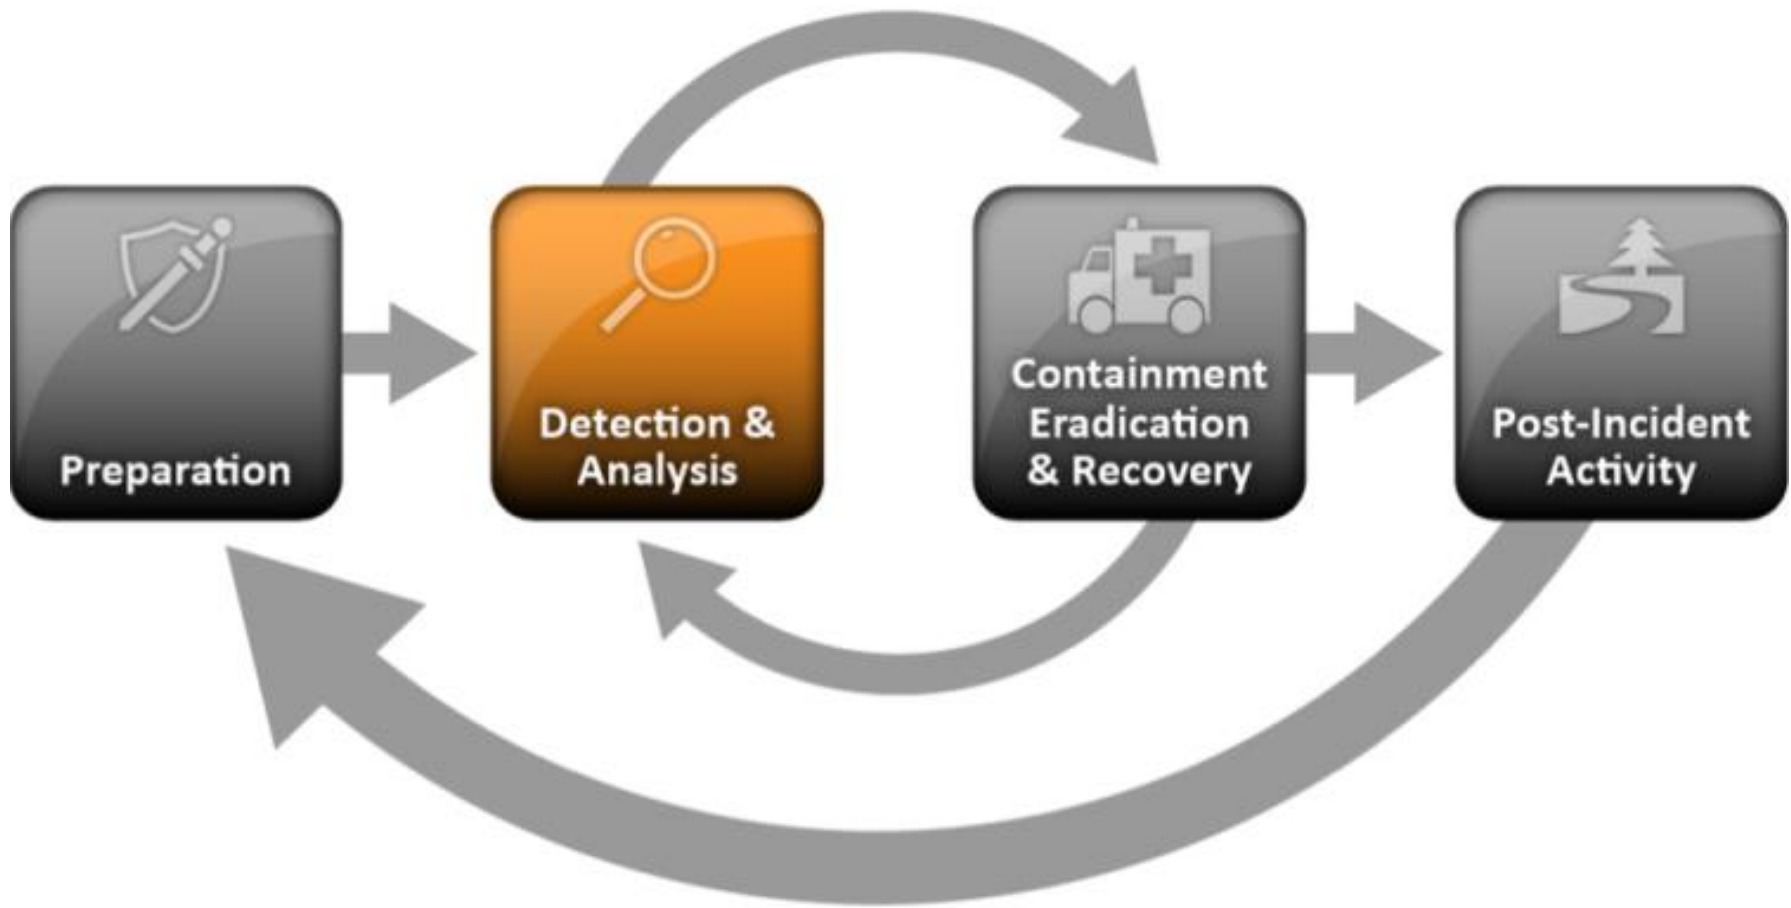 Preparation
Detection &
Analysis
Containment
Eradication
& Recovery
Post-Incident
Activity